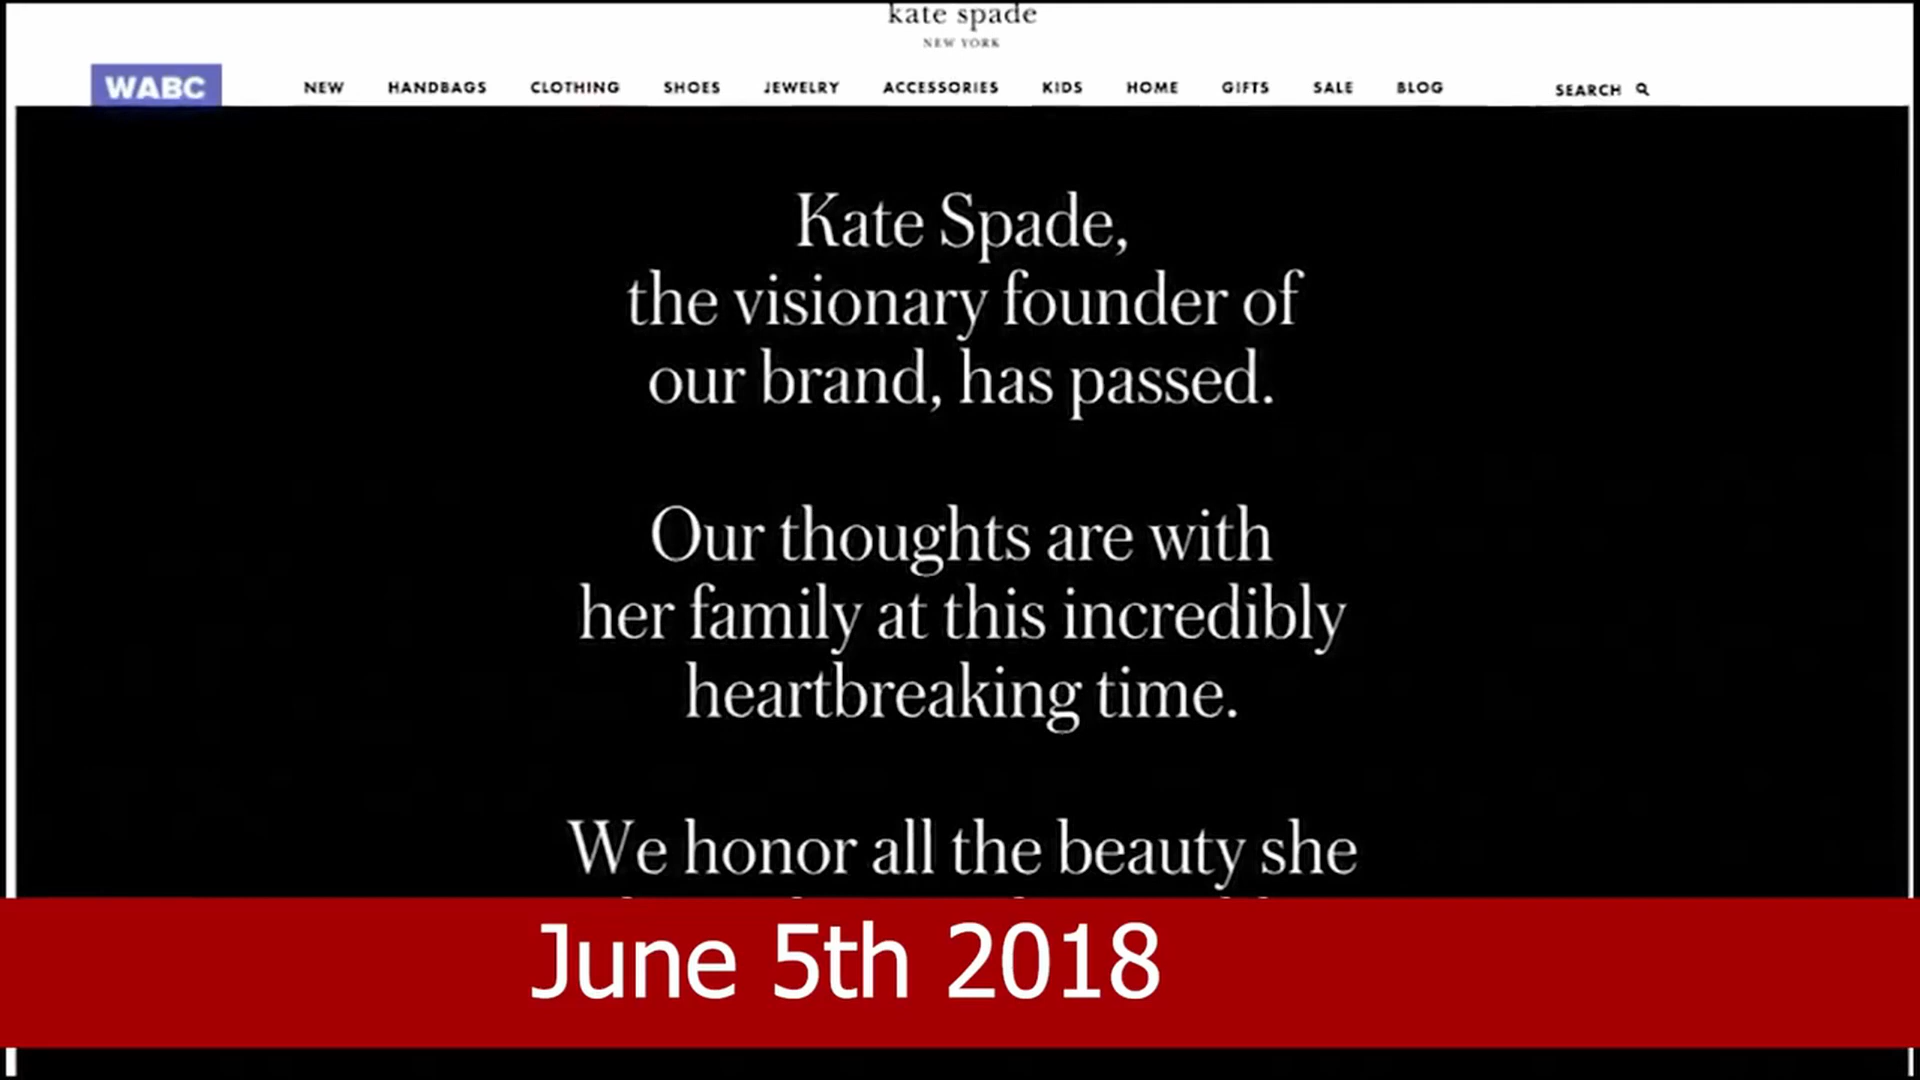 kate spade
NEW YORK
WABC
NEW HANDBAGS CLOTHING SHOES JEWELRY ACCESSORIES KIDS HOME GIFTS SALE BLOG SEARCH
Kate Spade,
the visionary founder of
our brand, has passed.
Our thoughts are with
her family at this incredibly
heartbreaking time.
We honor all the beauty she
June 5th 2018